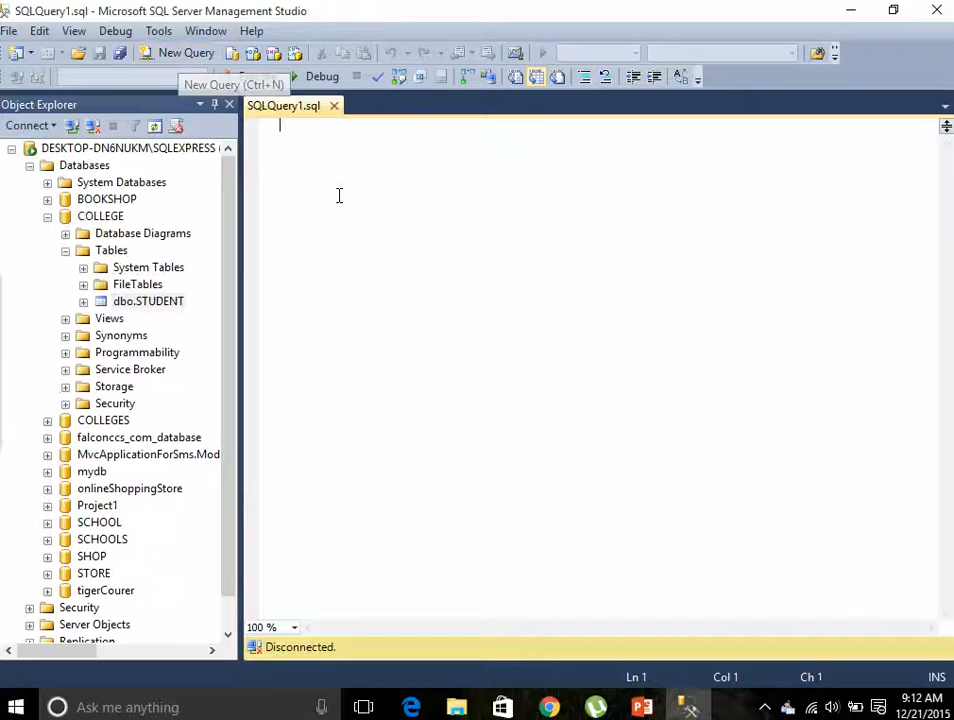 SQLQuery1.sql - Microsoft SQL Server Management Studio
File Edit View Debug Tools Window Help
New Query
Debug
New Query (Ctrl+N)
Object Explorer
SQLQuery1.sql
Connect
DESKTOP-DN6NUKM\SQLEXPRESS (
Databases
System Databases
BOOKSHOP
COLLEGE
Database Diagrams
Tables
System Tables
FileTables
dbo.STUDENT
Views
Synonyms
Programmability
Service Broker
Storage
Security
COLLEGES
falconccs_com_database
MvcApplicationForSms.Mod
mydb
onlineShoppingStore
Project1
SCHOOL
SCHOOLS
SHOP
STORE
tigerCourer
Security
Server Objects
Replication
100 %
Disconnected.
Ln 1 Col 1 Ch 1 INS
Ask me anything
9:12 AM
12/21/2015